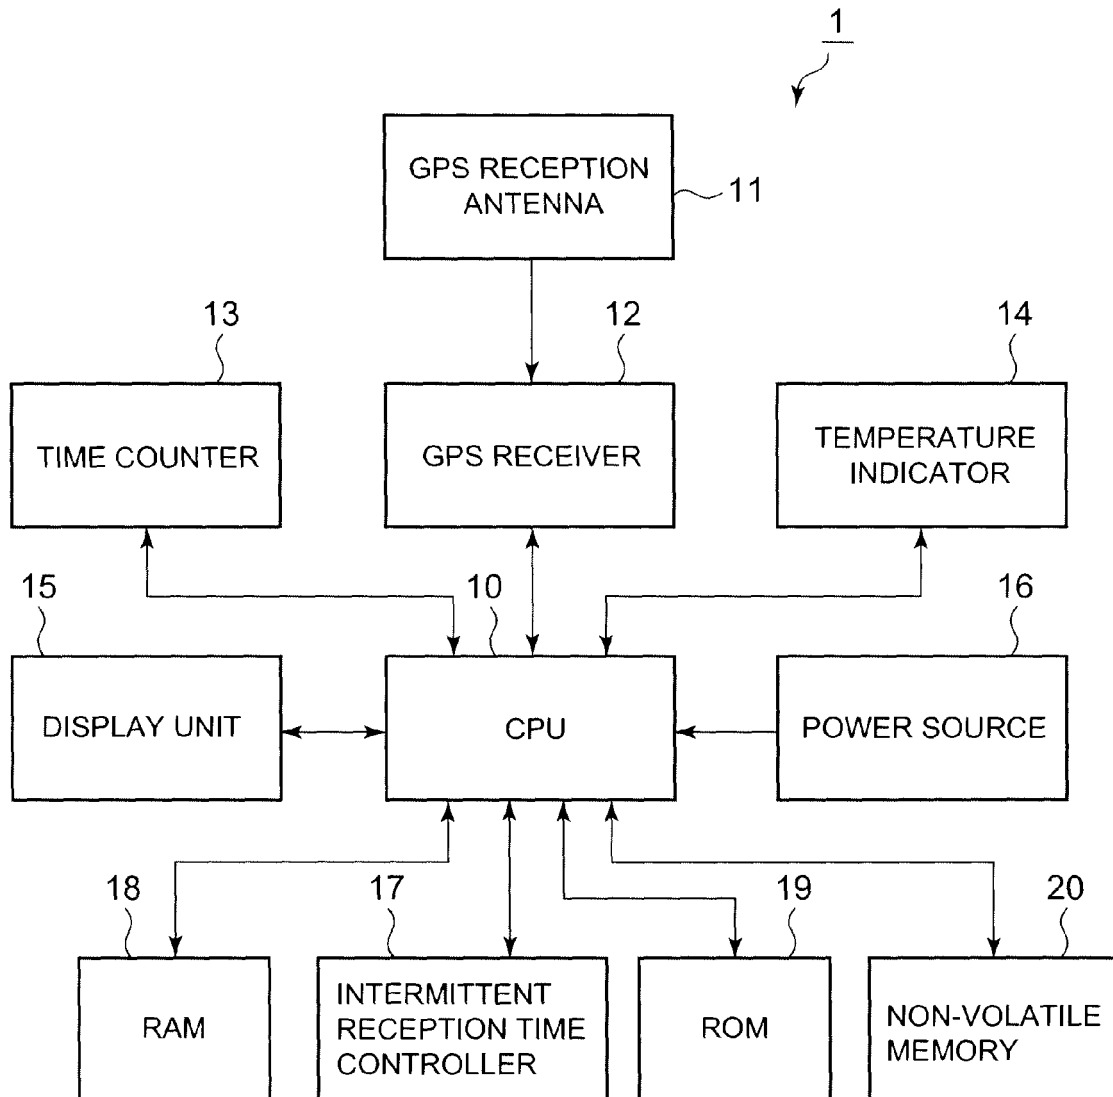 1
GPS RECEPTION
ANTENNA
11
13
12
14
TIME COUNTER
GPS RECEIVER
TEMPERATURE
INDICATOR
15
10
16
DISPLAY UNIT
CPU
POWER SOURCE
18
17
19
20
RAM
INTERMITTENT
RECEPTION TIME
CONTROLLER
ROM
NON-VOLATILE
MEMORY